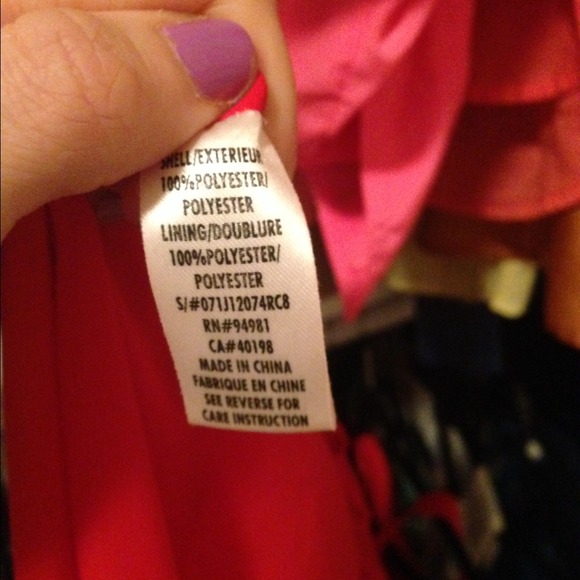 SHELL/EXTERIEUR
100%POLYESTER/
POLYESTER
LINING/DOUBLURE
100%POLYESTER/
POLYESTER
S/#071J12074RC8
RN#94981
CA#40198
MADE IN CHINA
FABRIQUE EN CHINE
SEE REVERSE FOR
CARE INSTRUCTION